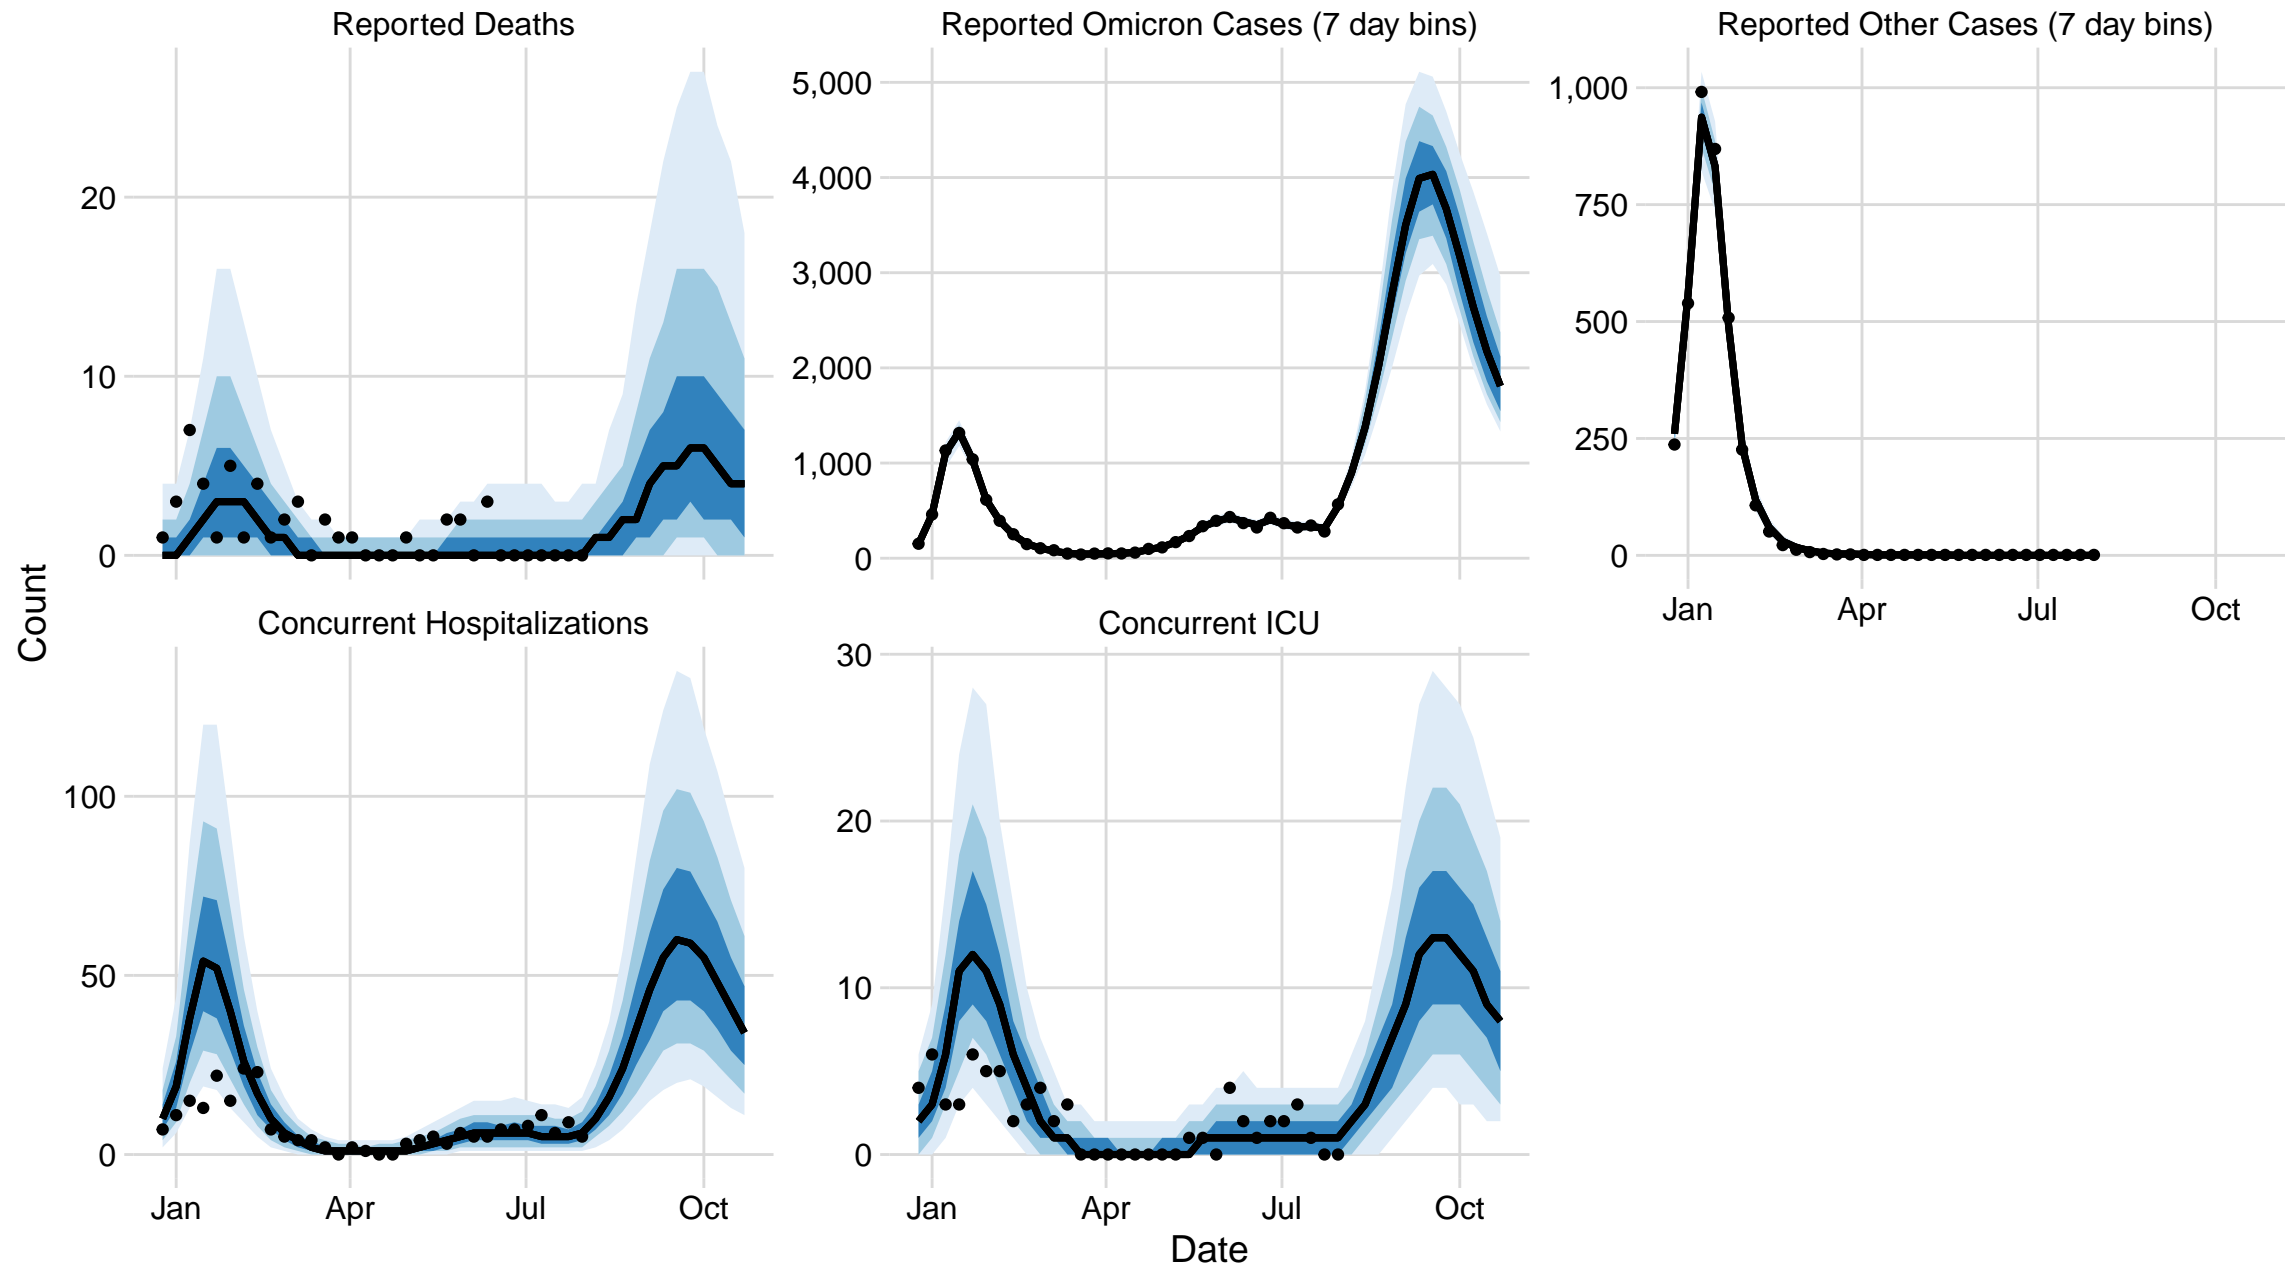 Reported Deaths
Reported Omicron Cases (7 day bins)
Reported Other Cases (7 day bins)
20
10
0
5,000
4,000
3,000
2,000
1,000
0
1,000
750
500
250
0
Jan Apr Jul Oct
Count
Concurrent Hospitalizations
Concurrent ICU
100
50
0
30
20
10
0
Jan Apr Jul Oct
Jan Apr Jul Oct
Date